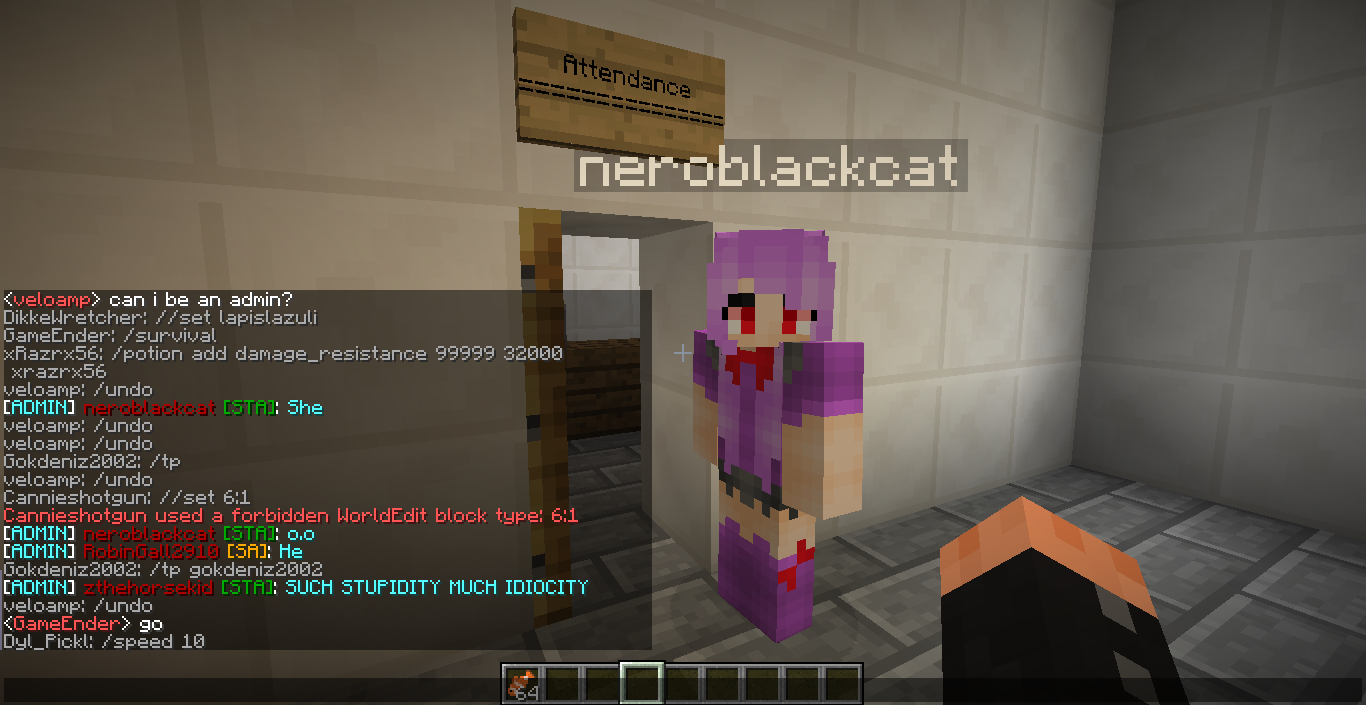 Attendance
==============
neroblackcat
<veloamp> can i be an admin?
DikkeWretcher: //set lapislazuli
GameEnder: /survival
xRazrx56: /potion add damage_resistance 99999 32000
xrazrx56
veloamp: /undo
[ADMIN] neroblackcat [STA]: She
veloamp: /undo
veloamp: /undo
Gokdeniz2002: /tp
veloamp: /undo
Cannieshotgun: //set 6:1
Cannieshotgun used a forbidden WorldEdit block type: 6:1
[ADMIN] neroblackcat [STA]: o.o
[ADMIN] RobinGall2910 [SA]: He
Gokdeniz2002: /tp gokdeniz2002
[ADMIN] zthehorsekid [STA]: SUCH STUPIDITY MUCH IDIOCITY
veloamp: /undo
<GameEnder> go
Dyl_Pickl: /speed 10
64